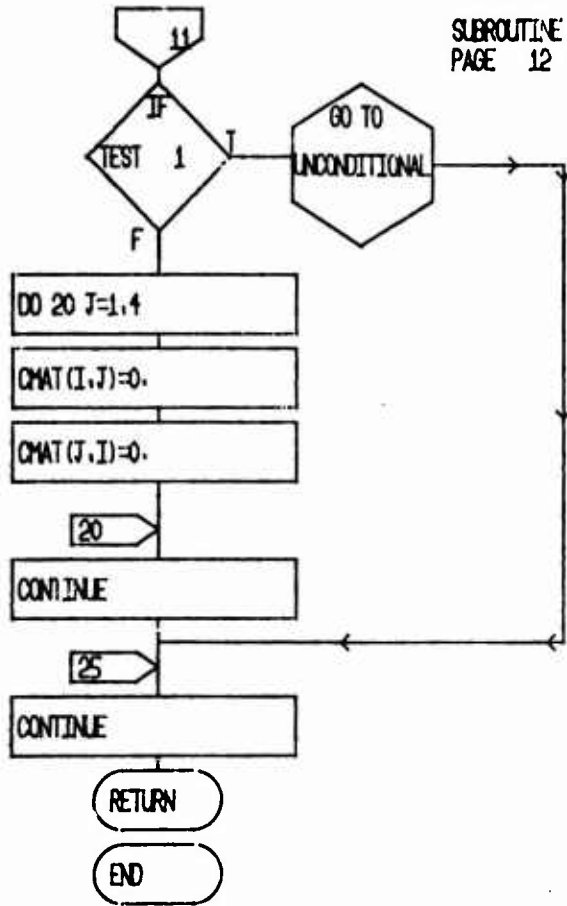 11
SUBROUTINE
PAGE 12
IF
TEST 1
T
GO TO
UNCONDITIONAL
F
DO 20 J=1,4
CMAT(I,J)=0.
CMAT(J,I)=0.
20
CONTINUE
25
CONTINUE
RETURN
END